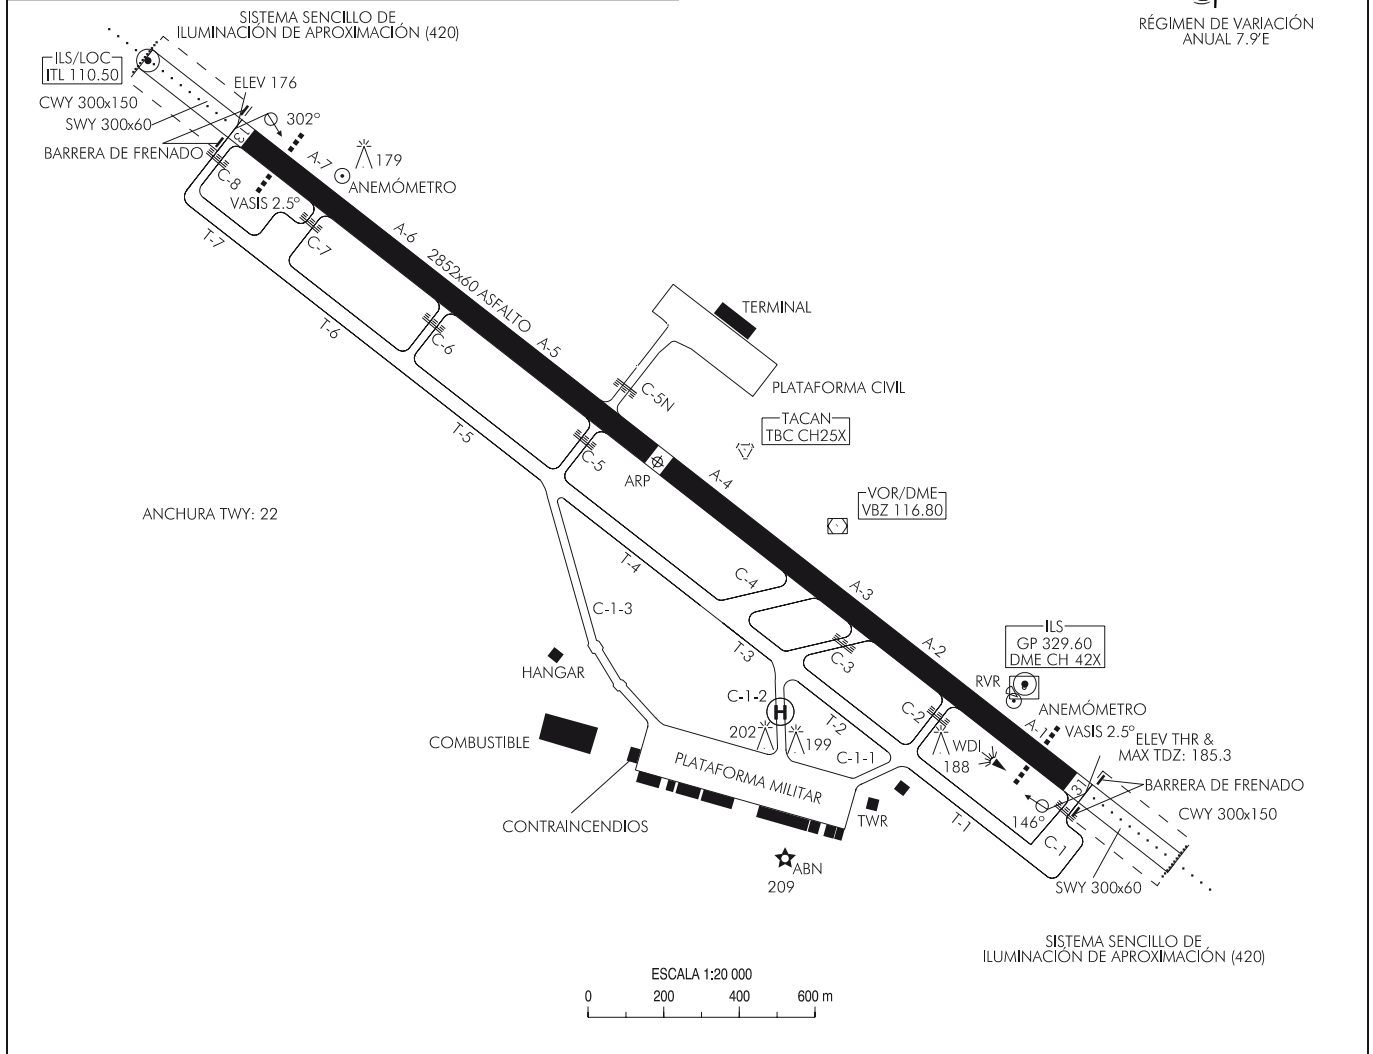 RÉGIMEN DE VARIACIÓN
ANUAL 7.9'E
SISTEMA SENCILLO DE
ILUMINACIÓN DE APROXIMACIÓN (420)
ILS/LOC
ITL 110.50
ELEV 176
CWY 300x150
SWY 300x60
302°
BARRERA DE FRENADO
13
A-7
179
ANEMÓMETRO
C-8
VASIS 2.5°
T-7
C-7
A-6
2852x60 ASFALTO
TERMINAL
T-6
C-6
A-5
C-5N
PLATAFORMA CIVIL
TACAN
TBC CH25X
T-5
C-5
ARP
A-4
VOR/DME
VBZ 116.80
ANCHURA TWY: 22
T-4
C-4
A-3
C-1-3
ILS
GP 329.60
DME CH 42X
T-3
C-3
A-2
HANGAR
RVR
C-1-2
H
ANEMÓMETRO
C-2
A-1
VASIS 2.5°
T-2
202
199
WDI
188
ELEV THR &
MAX TDZ: 185.3
COMBUSTIBLE
C-1-1
PLATAFORMA MILITAR
31
BARRERA DE FRENADO
CWY 300x150
146°
CONTRAINCENDIOS
TWR
T-1
C-1
ABN
209
SWY 300x60
SISTEMA SENCILLO DE
ILUMINACIÓN DE APROXIMACIÓN (420)
ESCALA 1:20 000
0 200 400 600 m